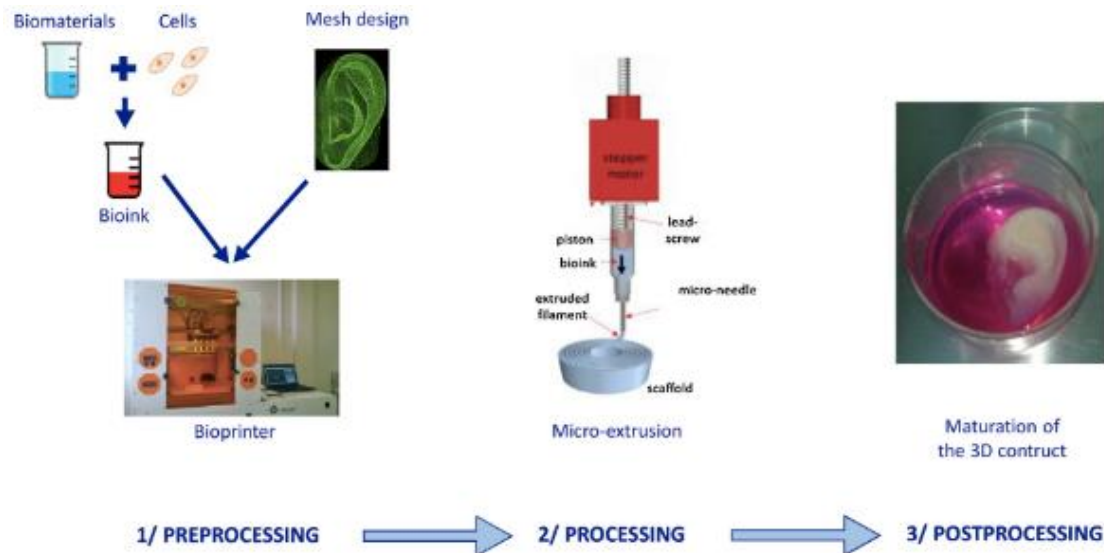 Biomaterials
Cells
Mesh design
Bioink
Bioprinter
stepper
motor
lead-
screw
piston
bioink
micro-needle
extruded
filament
scaffold
Micro-extrusion
Maturation of
the 3D contruct
1/ PREPROCESSING
2/ PROCESSING
3/ POSTPROCESSING